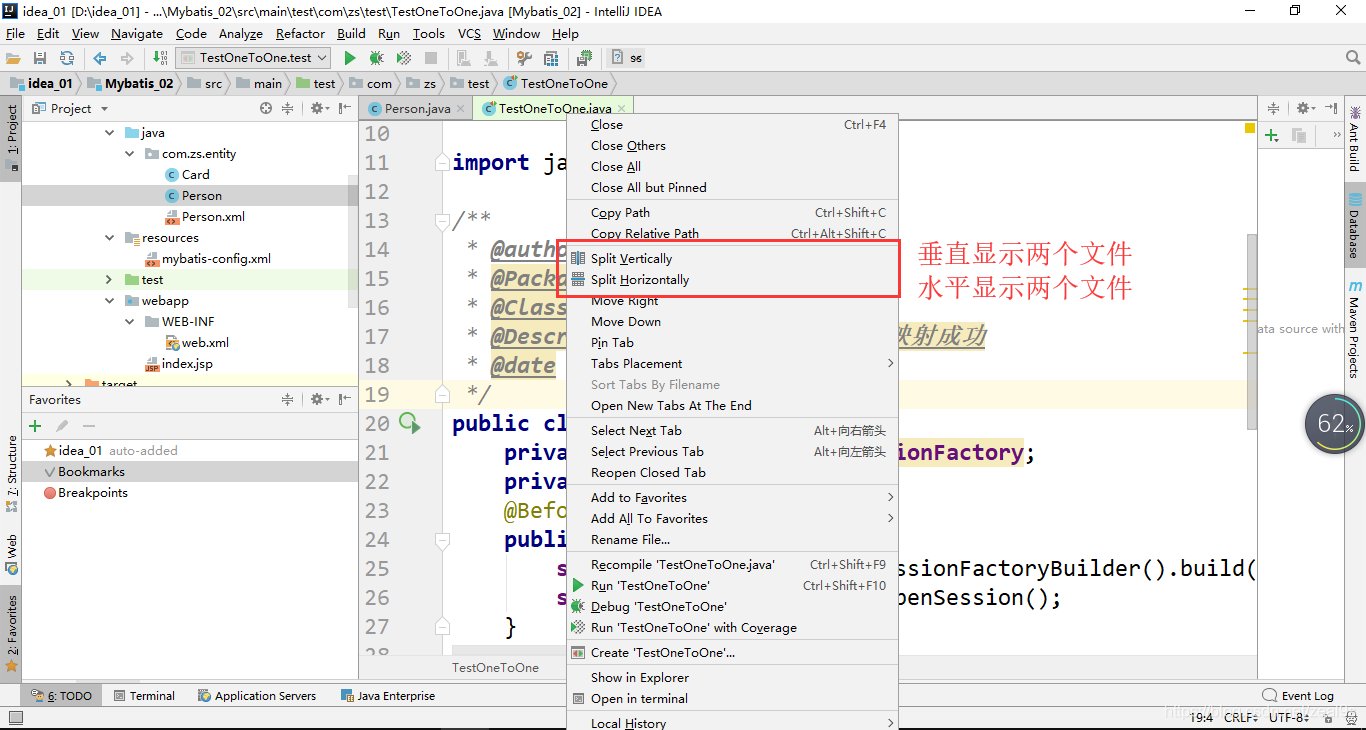 idea_01 [D:\idea_01] - ...\Mybatis_02\src\main\test\com\zs\test\TestOneToOne.java [Mybatis_02] - IntelliJ IDEA
File Edit View Navigate Code Analyze Refactor Build Run Tools VCS Window Help
TestOneToOne.test
idea_01 Mybatis_02 src main test com zs test TestOneToOne
1: Project
7: Structure
Web
2: Favorites
Project
java
com.zs.entity
Card
Person
Person.xml
resources
mybatis-config.xml
test
webapp
WEB-INF
web.xml
index.jsp
target
Favorites
idea_01 auto-added
Bookmarks
Breakpoints
Person.java TestOneToOne.java
10
11 import ja
12
13 /**
14 * @autho
15 * @Packa
16 * @Class
17 * @Descr 映射成功
18 * @date
19 */
20 public cl
21 priva ionFactory;
22 priva
23 @Befo
24 publi
25 s ssionFactoryBuilder().build(
26 s penSession();
27 }
28
TestOneToOne
Close Ctrl+F4
Close Others
Close All
Close All but Pinned
Copy Path Ctrl+Shift+C
Copy Relative Path Ctrl+Alt+Shift+C
Split Vertically
Split Horizontally
Move Right
Move Down
Pin Tab
Tabs Placement
Sort Tabs By Filename
Open New Tabs At The End
Select Next Tab Alt+向右箭头
Select Previous Tab Alt+向左箭头
Reopen Closed Tab
Add to Favorites
Add All To Favorites
Rename File...
Recompile 'TestOneToOne.java' Ctrl+Shift+F9
Run 'TestOneToOne' Ctrl+Shift+F10
Debug 'TestOneToOne'
Run 'TestOneToOne' with Coverage
Create 'TestOneToOne'...
Show in Explorer
Open in terminal
Local History
垂直显示两个文件
水平显示两个文件
ata source with
Ant Build
Database
Maven Projects
62%
6: TODO Terminal Application Servers Java Enterprise Event Log
19:4 CRLF UTF-8